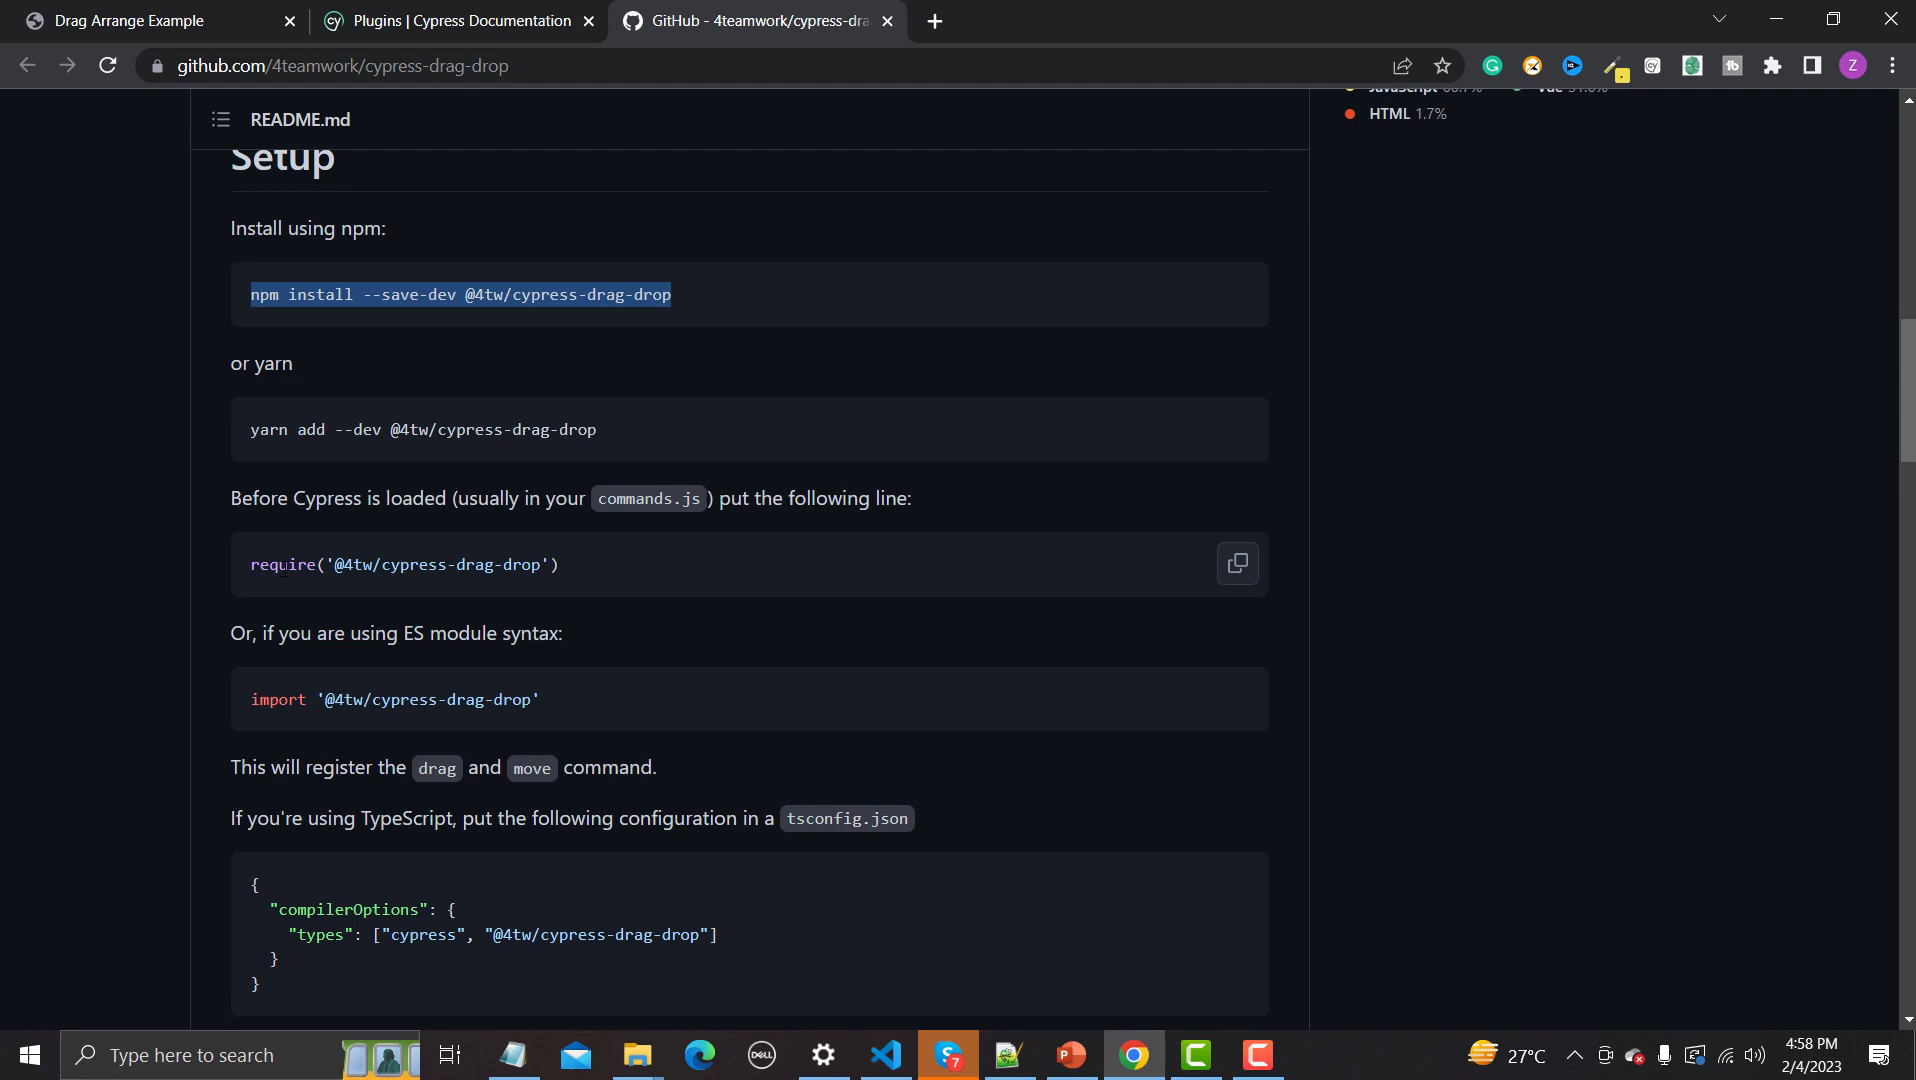 Drag Arrange Example
Plugins | Cypress Documentation
GitHub - 4teamwork/cypress-dra
github.com/4teamwork/cypress-drag-drop
Z
README.md
HTML 1.7%
Setup
Install using npm:
npm install --save-dev @4tw/cypress-drag-drop
or yarn
yarn add --dev @4tw/cypress-drag-drop
Before Cypress is loaded (usually in your commands.js) put the following line:
require('@4tw/cypress-drag-drop')
Or, if you are using ES module syntax:
import '@4tw/cypress-drag-drop'
This will register the drag and move command.
If you're using TypeScript, put the following configuration in a tsconfig.json
{
"compilerOptions": {
"types": ["cypress", "@4tw/cypress-drag-drop"]
}
}
Type here to search
DELL
7
27°C
4:58 PM
2/4/2023